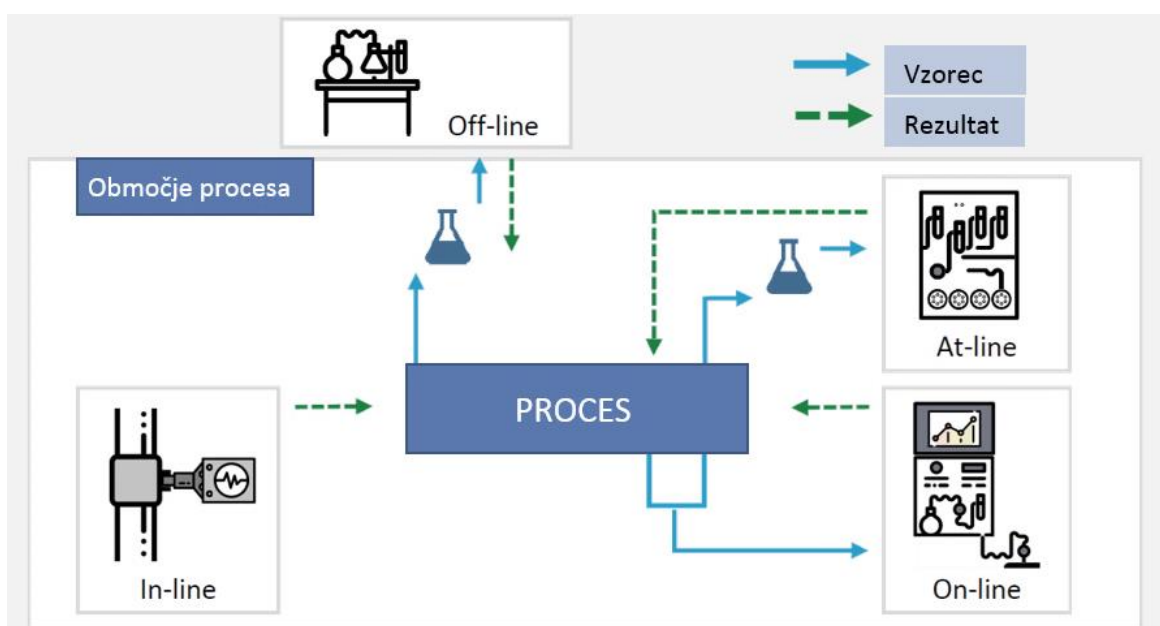 Off-line
Vzorec
Rezultat
Območje procesa
At-line
PROCES
In-line
On-line